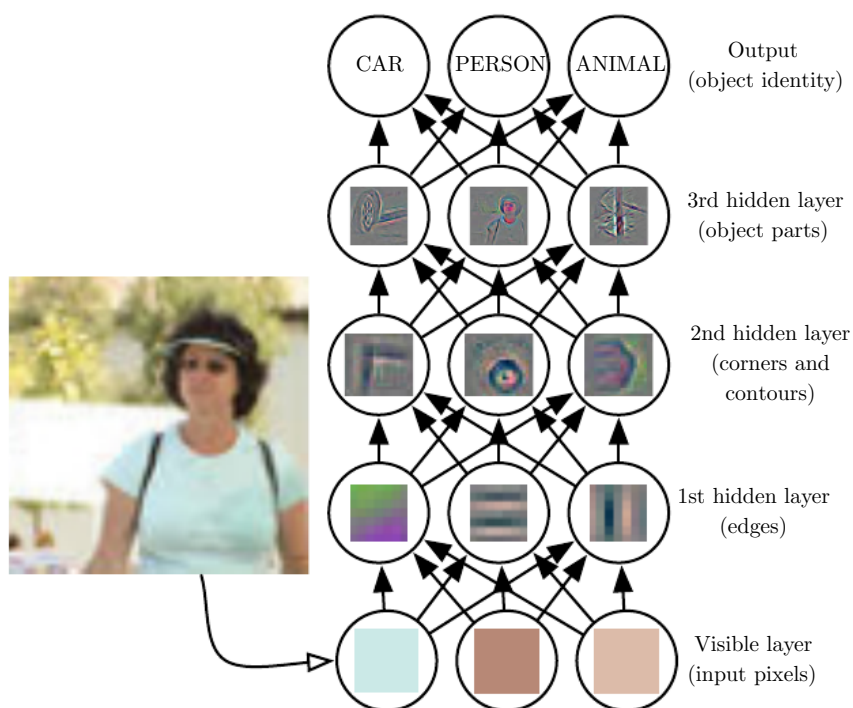 CAR
PERSON
ANIMAL
Output
(object identity)
3rd hidden layer
(object parts)
2nd hidden layer
(corners and
contours)
1st hidden layer
(edges)
Visible layer
(input pixels)